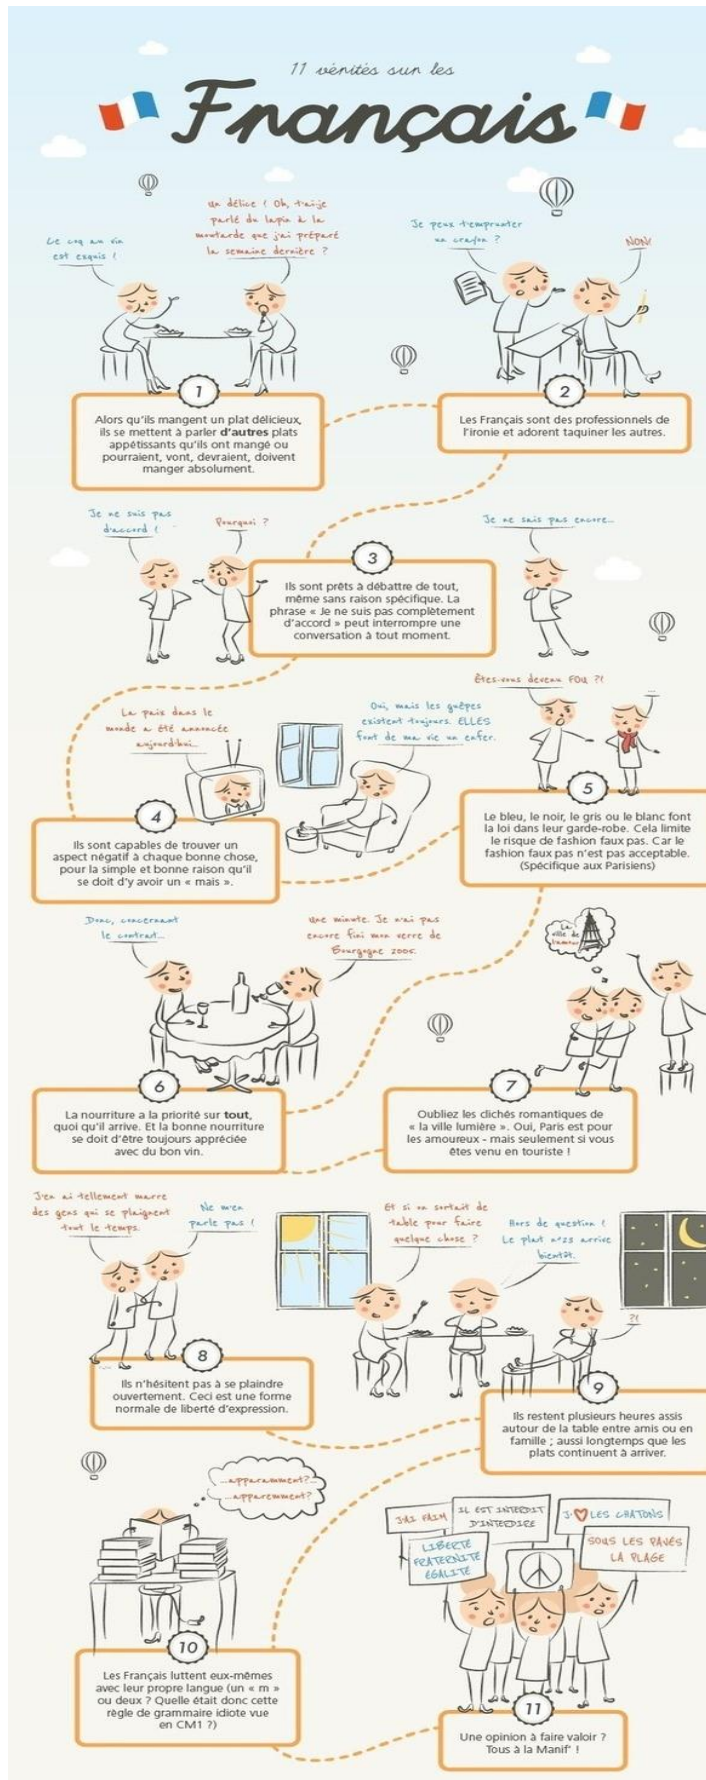 11 vérités sur les
Français
Le coq au vin
est exquis !
Un délice ! Oh, t'ai-je
parlé du lapin à la
moutarde que j'ai préparé
la semaine dernière ?
Je peux t'emprunter
un crayon ?
NON!
1
Alors qu'ils mangent un plat délicieux,
ils se mettent à parler d'autres plats
appétissants qu'ils ont mangé ou
pourraient, vont, devraient, doivent
manger absolument.
2
Les Français sont des professionnels de
l'ironie et adorent taquiner les autres.
Je ne suis pas
d'accord !
Pourquoi ?
Je ne sais pas encore...
3
Ils sont prêts à débattre de tout,
même sans raison spécifique. La
phrase « Je ne suis pas complètement
d'accord » peut interrompre une
conversation à tout moment.
La paix dans le
monde a été annoncée
aujourd'hui...
Oui, mais les guêpes
existent toujours. ELLES
font de ma vie un enfer.
Êtes-vous devenu FOU ?!
...
4
Ils sont capables de trouver un
aspect négatif à chaque bonne chose,
pour la simple et bonne raison qu'il
se doit d'y avoir un « mais ».
5
Le bleu, le noir, le gris ou le blanc font
la loi dans leur garde-robe. Cela limite
le risque de fashion faux pas. Car le
fashion faux pas n'est pas acceptable.
(Spécifique aux Parisiens)
Donc, concernant
le contrat...
Une minute. Je n'ai pas
encore fini mon verre de
Bourgogne 2005.
La
ville de
l'amour
6
La nourriture a la priorité sur tout,
quoi qu'il arrive. Et la bonne nourriture
se doit d'être toujours appréciée
avec du bon vin.
7
Oubliez les clichés romantiques de
« la ville lumière ». Oui, Paris est pour
les amoureux - mais seulement si vous
êtes venu en touriste !
J'en ai tellement marre
des gens qui se plaignent
tout le temps.
Ne m'en
parle pas !
Et si on sortait de
table pour faire
quelque chose ?
Hors de question !
Le plat n°23 arrive
bientôt.
?!
8
Ils n'hésitent pas à se plaindre
ouvertement. Ceci est une forme
normale de liberté d'expression.
9
Ils restent plusieurs heures assis
autour de la table entre amis ou en
famille ; aussi longtemps que les
plats continuent à arriver.
...apparamment?...
...apparemment?
J'AI FAIM
IL EST INTERDIT
D'INTERDIRE
J'♥ LES CHATONS
LIBERTE
FRATERNITE
EGALITE
SOUS LES PAVÉS
LA PLAGE
10
Les Français luttent eux-mêmes
avec leur propre langue (un « m »
ou deux ? Quelle était donc cette
règle de grammaire idiote vue
en CM1 ?)
11
Une opinion à faire valoir ?
Tous à la Manif' !